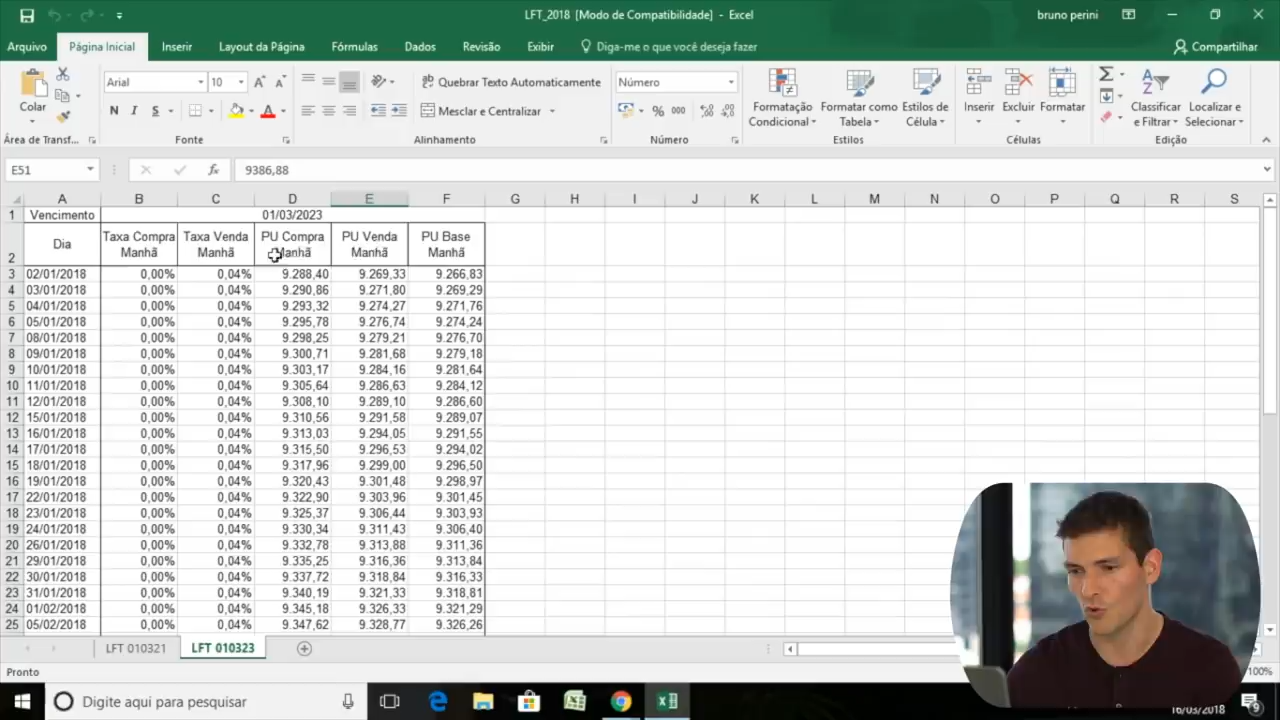 LFT_2018 [Modo de Compatibilidade] - Excel
bruno perini
Arquivo Página Inicial Inserir Layout da Página Fórmulas Dados Revisão Exibir Diga-me o que você deseja fazer Compartilhar
Colar
Arial 10
N I S
Quebrar Texto Automaticamente
Mesclar e Centralizar
Número
% 000
Formatação Condicional
Formatar como Tabela
Estilos de Célula
Inserir Excluir Formatar
Classificar e Filtrar
Localizar e Selecionar
Área de Transf... Fonte Alinhamento Número Estilos Células Edição
E51 fx 9386,88
A B C D E F G H I J K L M N O P Q R S
1 Vencimento 01/03/2023
2 Dia Taxa Compra Manhã Taxa Venda Manhã PU Compra Manhã PU Venda Manhã PU Base Manhã
3 02/01/2018 0,00% 0,04% 9.288,40 9.269,33 9.266,83
4 03/01/2018 0,00% 0,04% 9.290,86 9.271,80 9.269,29
5 04/01/2018 0,00% 0,04% 9.293,32 9.274,27 9.271,76
6 05/01/2018 0,00% 0,04% 9.295,78 9.276,74 9.274,24
7 08/01/2018 0,00% 0,04% 9.298,25 9.279,21 9.276,70
8 09/01/2018 0,00% 0,04% 9.300,71 9.281,68 9.279,18
9 10/01/2018 0,00% 0,04% 9.303,17 9.284,16 9.281,64
10 11/01/2018 0,00% 0,04% 9.305,64 9.286,63 9.284,12
11 12/01/2018 0,00% 0,04% 9.308,10 9.289,10 9.286,60
12 15/01/2018 0,00% 0,04% 9.310,56 9.291,58 9.289,07
13 16/01/2018 0,00% 0,04% 9.313,03 9.294,05 9.291,55
14 17/01/2018 0,00% 0,04% 9.315,50 9.296,53 9.294,02
15 18/01/2018 0,00% 0,04% 9.317,96 9.299,00 9.296,50
16 19/01/2018 0,00% 0,04% 9.320,43 9.301,48 9.298,97
17 22/01/2018 0,00% 0,04% 9.322,90 9.303,96 9.301,45
18 23/01/2018 0,00% 0,04% 9.325,37 9.306,44 9.303,93
19 24/01/2018 0,00% 0,04% 9.330,34 9.311,43 9.306,40
20 26/01/2018 0,00% 0,04% 9.332,78 9.313,88 9.311,36
21 29/01/2018 0,00% 0,04% 9.335,25 9.316,36 9.313,84
22 30/01/2018 0,00% 0,04% 9.337,72 9.318,84 9.316,33
23 31/01/2018 0,00% 0,04% 9.340,19 9.321,33 9.318,81
24 01/02/2018 0,00% 0,04% 9.345,18 9.326,33 9.321,29
25 05/02/2018 0,00% 0,04% 9.347,62 9.328,77 9.326,26
LFT 010321 LFT 010323
Pronto 100%
Digite aqui para pesquisar
16/03/2018 9